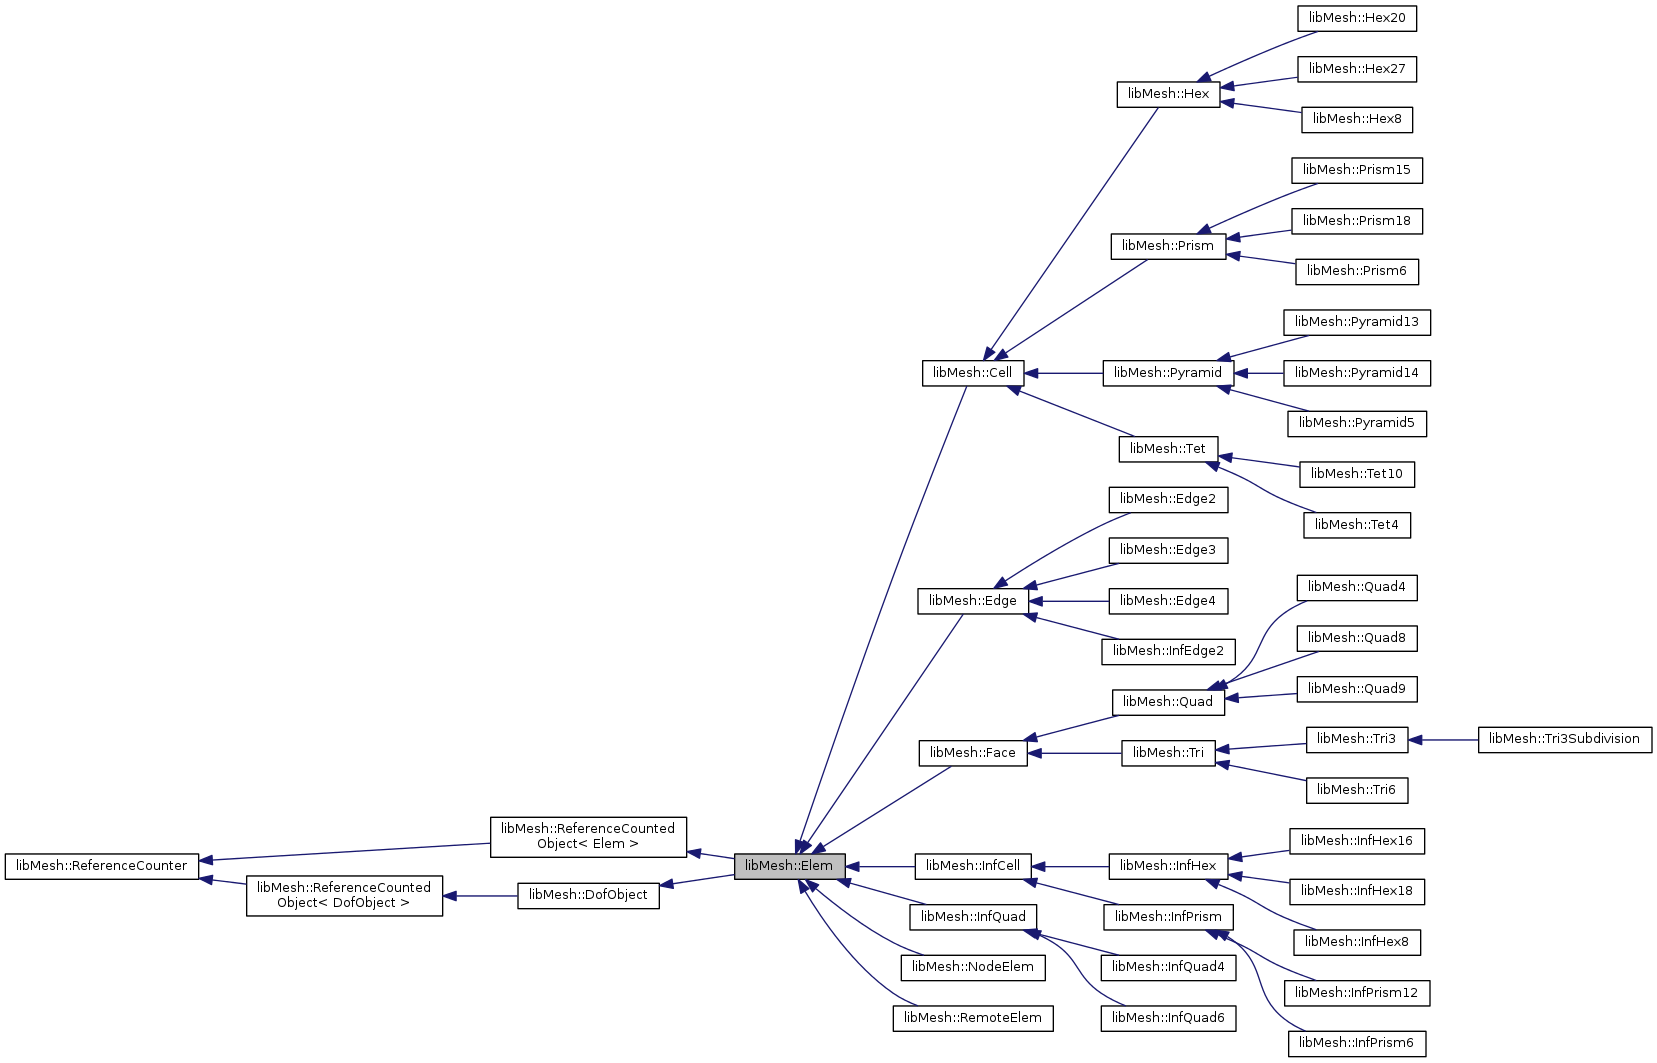 libMesh::Hex20
libMesh::Hex27
libMesh::Hex
libMesh::Hex8
libMesh::Prism15
libMesh::Prism18
libMesh::Prism
libMesh::Prism6
libMesh::Pyramid13
libMesh::Cell
libMesh::Pyramid
libMesh::Pyramid14
libMesh::Pyramid5
libMesh::Tet
libMesh::Tet10
libMesh::Edge2
libMesh::Tet4
libMesh::Edge3
libMesh::Quad4
libMesh::Edge
libMesh::Edge4
libMesh::Quad8
libMesh::InfEdge2
libMesh::Quad9
libMesh::Quad
libMesh::Tri3
libMesh::Tri3Subdivision
libMesh::Face
libMesh::Tri
libMesh::Tri6
libMesh::ReferenceCounted
Object< Elem >
libMesh::InfHex16
libMesh::ReferenceCounter
libMesh::Elem
libMesh::InfCell
libMesh::InfHex
libMesh::ReferenceCounted
Object< DofObject >
libMesh::DofObject
libMesh::InfHex18
libMesh::InfQuad
libMesh::InfPrism
libMesh::InfHex8
libMesh::NodeElem
libMesh::InfQuad4
libMesh::InfPrism12
libMesh::RemoteElem
libMesh::InfQuad6
libMesh::InfPrism6